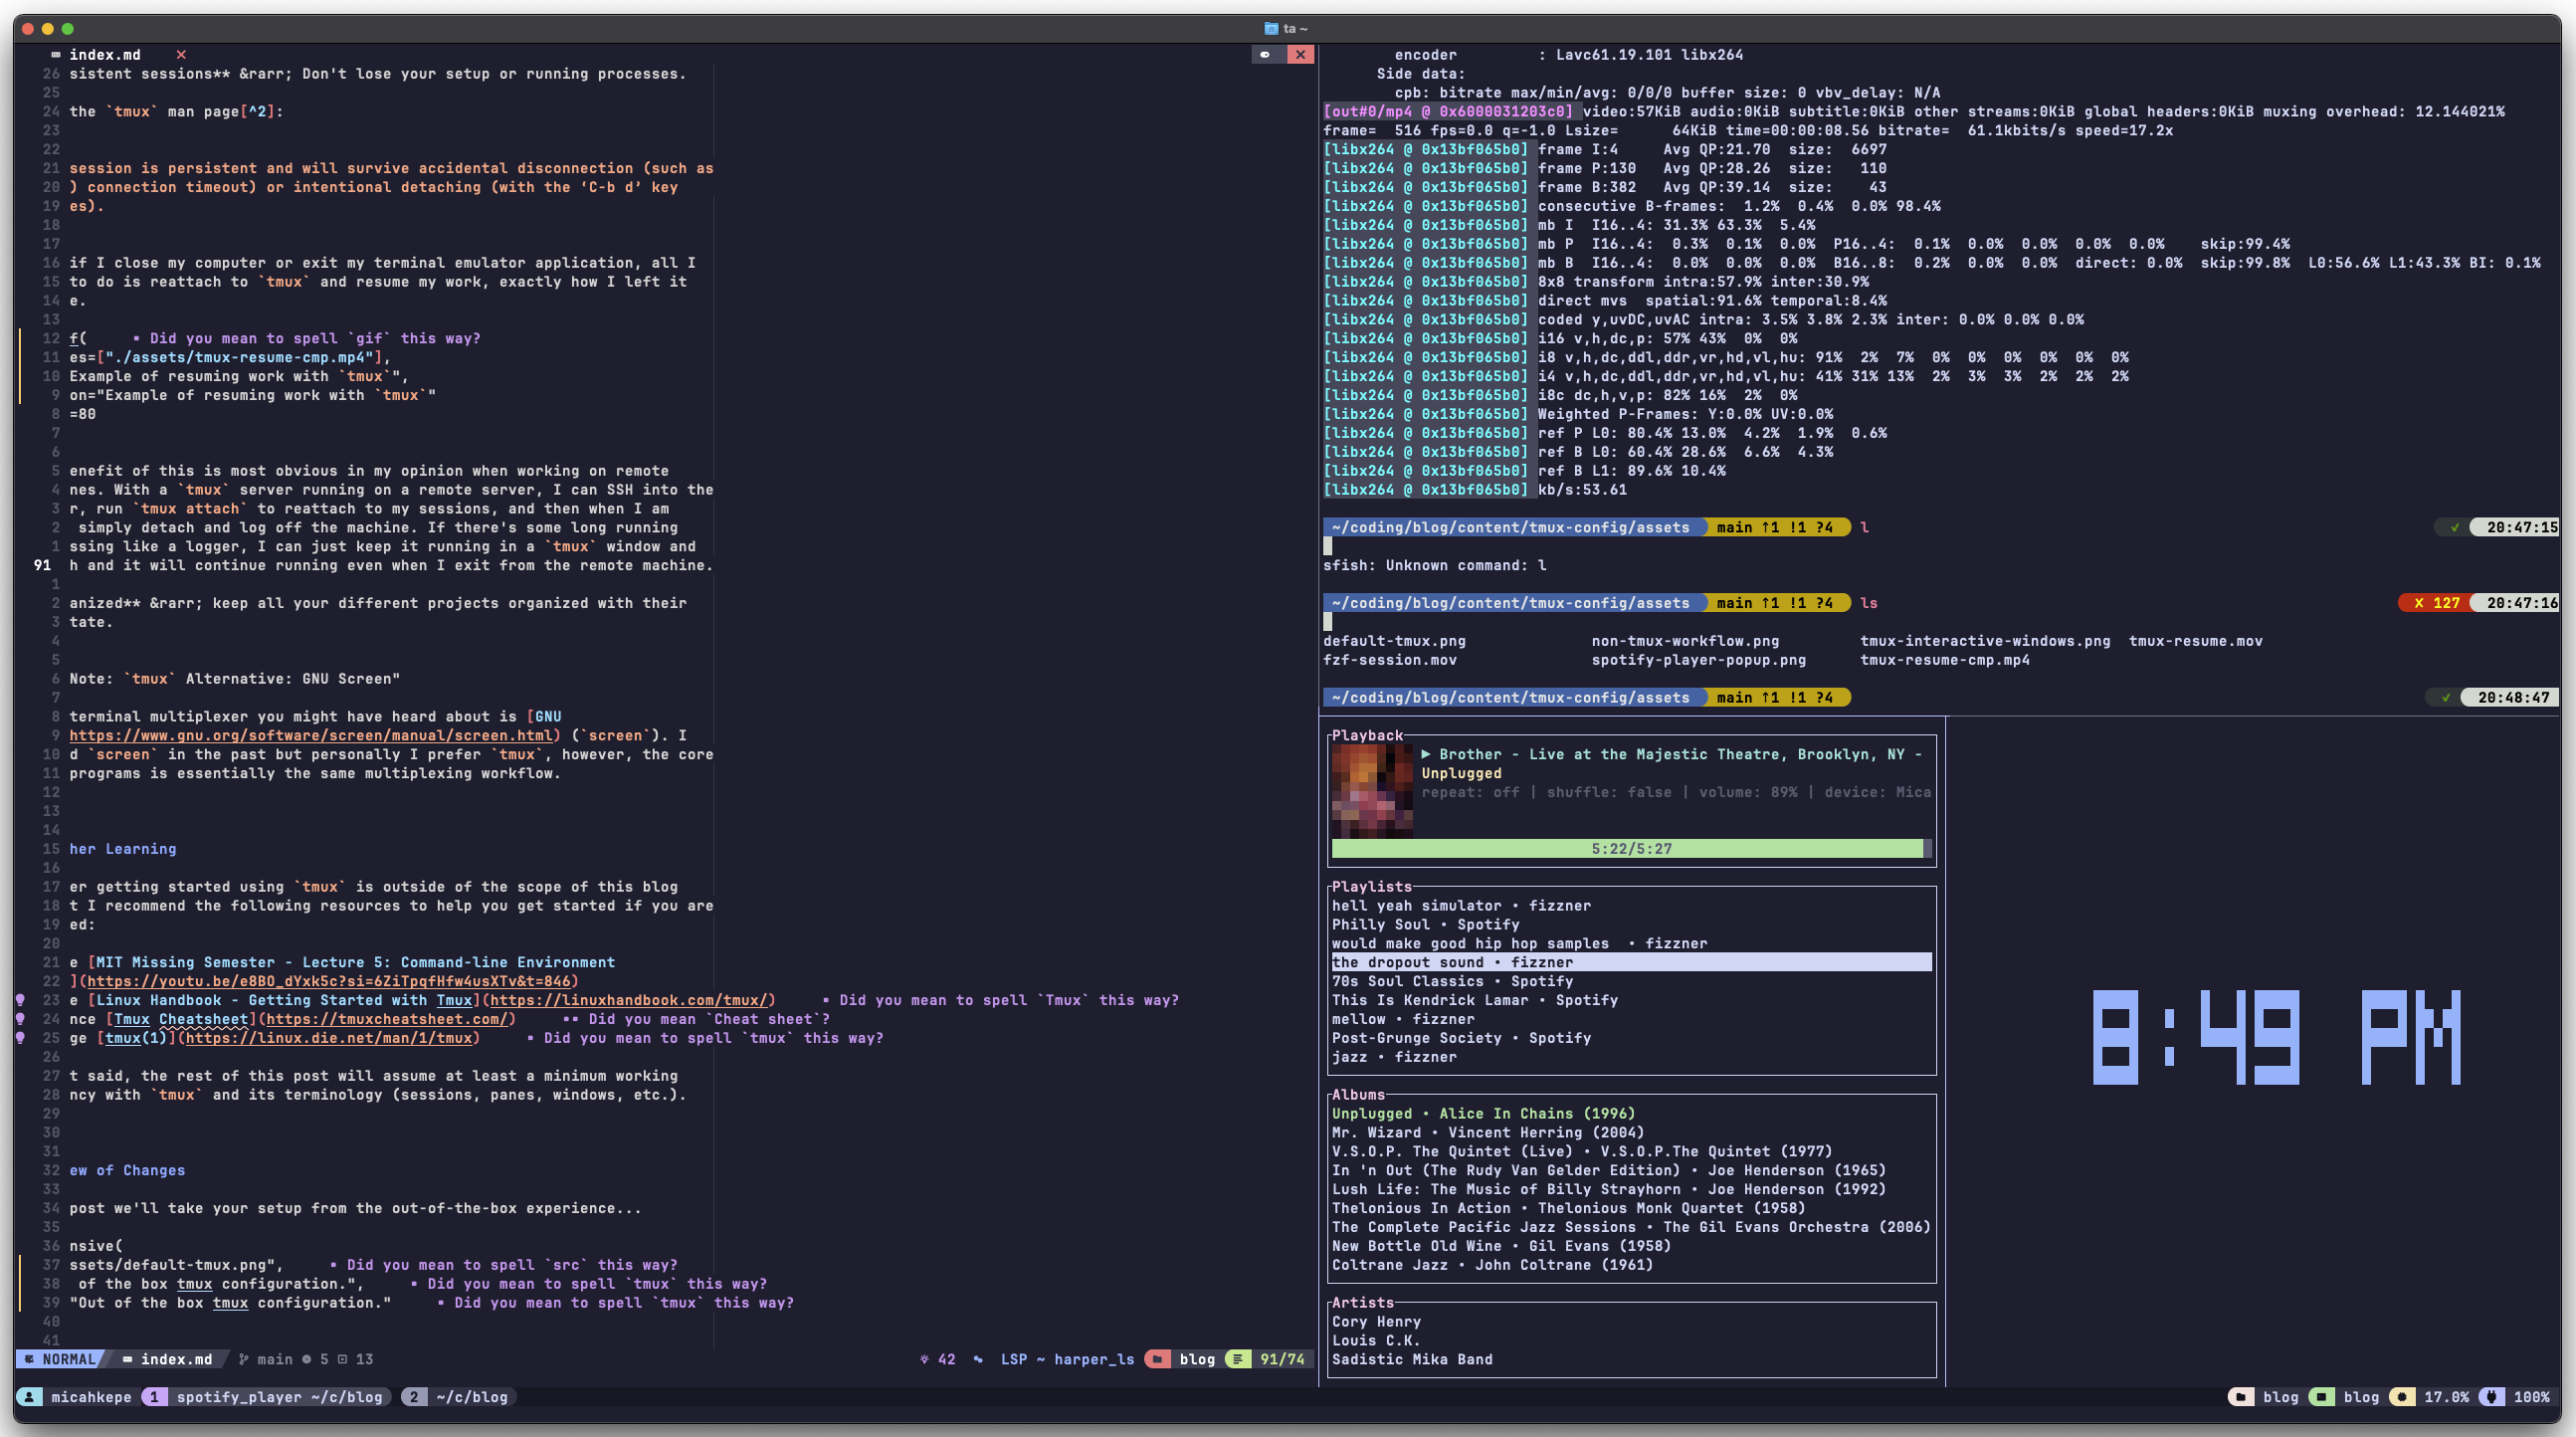 ta ~
index.md ✕
26 sistent sessions** &rarr; Don't lose your setup or running processes.
25
24 the `tmux` man page[^2]:
23
22
21 session is persistent and will survive accidental disconnection (such as
20 ) connection timeout) or intentional detaching (with the ‘C-b d’ key
19 es).
18
17
16 if I close my computer or exit my terminal emulator application, all I
15 to do is reattach to `tmux` and resume my work, exactly how I left it
14 e.
13
12 f( ▪ Did you mean to spell `gif` this way?
11 es=["./assets/tmux-resume-cmp.mp4"],
10 Example of resuming work with `tmux`",
9 on="Example of resuming work with `tmux`"
8 =80
7
6
5 enefit of this is most obvious in my opinion when working on remote
4 nes. With a `tmux` server running on a remote server, I can SSH into the
3 r, run `tmux attach` to reattach to my sessions, and then when I am
2 simply detach and log off the machine. If there's some long running
1 ssing like a logger, I can just keep it running in a `tmux` window and
91 h and it will continue running even when I exit from the remote machine.
1
2 anized** &rarr; keep all your different projects organized with their
3 tate.
4
5
6 Note: `tmux` Alternative: GNU Screen"
7
8 terminal multiplexer you might have heard about is [GNU
9 https://www.gnu.org/software/screen/manual/screen.html) (`screen`). I
10 d `screen` in the past but personally I prefer `tmux`, however, the core
11 programs is essentially the same multiplexing workflow.
12
13
14
15 her Learning
16
17 er getting started using `tmux` is outside of the scope of this blog
18 t I recommend the following resources to help you get started if you are
19 ed:
20
21 e [MIT Missing Semester - Lecture 5: Command-line Environment
22 ](https://youtu.be/e8BO_dYxk5c?si=6ZiTpqfHfw4usXTv&t=846)
23 e [Linux Handbook - Getting Started with Tmux](https://linuxhandbook.com/tmux/) ▪ Did you mean to spell `Tmux` this way?
24 nce [Tmux Cheatsheet](https://tmuxcheatsheet.com/) ▪▪ Did you mean `Cheat sheet`?
25 ge [tmux(1)](https://linux.die.net/man/1/tmux) ▪ Did you mean to spell `tmux` this way?
26
27 t said, the rest of this post will assume at least a minimum working
28 ncy with `tmux` and its terminology (sessions, panes, windows, etc.).
29
30
31
32 ew of Changes
33
34 post we'll take your setup from the out-of-the-box experience...
35
36 nsive(
37 ssets/default-tmux.png", ▪ Did you mean to spell `src` this way?
38 of the box tmux configuration.", ▪ Did you mean to spell `tmux` this way?
39 "Out of the box tmux configuration." ▪ Did you mean to spell `tmux` this way?
40
41
NORMAL index.md main 5 13 42 LSP ~ harper_ls blog 91/74
encoder : Lavc61.19.101 libx264
Side data:
cpb: bitrate max/min/avg: 0/0/0 buffer size: 0 vbv_delay: N/A
[out#0/mp4 @ 0x6000031203c0] video:57KiB audio:0KiB subtitle:0KiB other streams:0KiB global headers:0KiB muxing overhead: 12.144021%
frame= 516 fps=0.0 q=-1.0 Lsize= 64KiB time=00:00:08.56 bitrate= 61.1kbits/s speed=17.2x
[libx264 @ 0x13bf065b0] frame I:4 Avg QP:21.70 size: 6697
[libx264 @ 0x13bf065b0] frame P:130 Avg QP:28.26 size: 110
[libx264 @ 0x13bf065b0] frame B:382 Avg QP:39.14 size: 43
[libx264 @ 0x13bf065b0] consecutive B-frames: 1.2% 0.4% 0.0% 98.4%
[libx264 @ 0x13bf065b0] mb I I16..4: 31.3% 63.3% 5.4%
[libx264 @ 0x13bf065b0] mb P I16..4: 0.3% 0.1% 0.0% P16..4: 0.1% 0.0% 0.0% 0.0% 0.0% skip:99.4%
[libx264 @ 0x13bf065b0] mb B I16..4: 0.0% 0.0% 0.0% B16..8: 0.2% 0.0% 0.0% direct: 0.0% skip:99.8% L0:56.6% L1:43.3% BI: 0.1%
[libx264 @ 0x13bf065b0] 8x8 transform intra:57.9% inter:30.9%
[libx264 @ 0x13bf065b0] direct mvs spatial:91.6% temporal:8.4%
[libx264 @ 0x13bf065b0] coded y,uvDC,uvAC intra: 3.5% 3.8% 2.3% inter: 0.0% 0.0% 0.0%
[libx264 @ 0x13bf065b0] i16 v,h,dc,p: 57% 43% 0% 0%
[libx264 @ 0x13bf065b0] i8 v,h,dc,ddl,ddr,vr,hd,vl,hu: 91% 2% 7% 0% 0% 0% 0% 0% 0%
[libx264 @ 0x13bf065b0] i4 v,h,dc,ddl,ddr,vr,hd,vl,hu: 41% 31% 13% 2% 3% 3% 2% 2% 2%
[libx264 @ 0x13bf065b0] i8c dc,h,v,p: 82% 16% 2% 0%
[libx264 @ 0x13bf065b0] Weighted P-Frames: Y:0.0% UV:0.0%
[libx264 @ 0x13bf065b0] ref P L0: 80.4% 13.0% 4.2% 1.9% 0.6%
[libx264 @ 0x13bf065b0] ref B L0: 60.4% 28.6% 6.6% 4.3%
[libx264 @ 0x13bf065b0] ref B L1: 89.6% 10.4%
[libx264 @ 0x13bf065b0] kb/s:53.61
~/coding/blog/content/tmux-config/assets main ↑1 !1 ?4 l ✓ 20:47:15
sfish: Unknown command: l
~/coding/blog/content/tmux-config/assets main ↑1 !1 ?4 ls ✗ 127 20:47:16
default-tmux.png non-tmux-workflow.png tmux-interactive-windows.png tmux-resume.mov
fzf-session.mov spotify-player-popup.png tmux-resume-cmp.mp4
~/coding/blog/content/tmux-config/assets main ↑1 !1 ?4 ✓ 20:48:47
Playback
▶ Brother - Live at the Majestic Theatre, Brooklyn, NY -
Unplugged
repeat: off | shuffle: false | volume: 89% | device: Mica
5:22/5:27
Playlists
hell yeah simulator • fizzner
Philly Soul • Spotify
would make good hip hop samples • fizzner
the dropout sound • fizzner
70s Soul Classics • Spotify
This Is Kendrick Lamar • Spotify
mellow • fizzner
Post-Grunge Society • Spotify
jazz • fizzner
Albums
Unplugged • Alice In Chains (1996)
Mr. Wizard • Vincent Herring (2004)
V.S.O.P. The Quintet (Live) • V.S.O.P.The Quintet (1977)
In 'n Out (The Rudy Van Gelder Edition) • Joe Henderson (1965)
Lush Life: The Music of Billy Strayhorn • Joe Henderson (1992)
Thelonious In Action • Thelonious Monk Quartet (1958)
The Complete Pacific Jazz Sessions • The Gil Evans Orchestra (2006)
New Bottle Old Wine • Gil Evans (1958)
Coltrane Jazz • John Coltrane (1961)
Artists
Cory Henry
Louis C.K.
Sadistic Mika Band
8:49 PM
micahkepe 1 spotify_player ~/c/blog 2 ~/c/blog blog blog 17.0% 100%